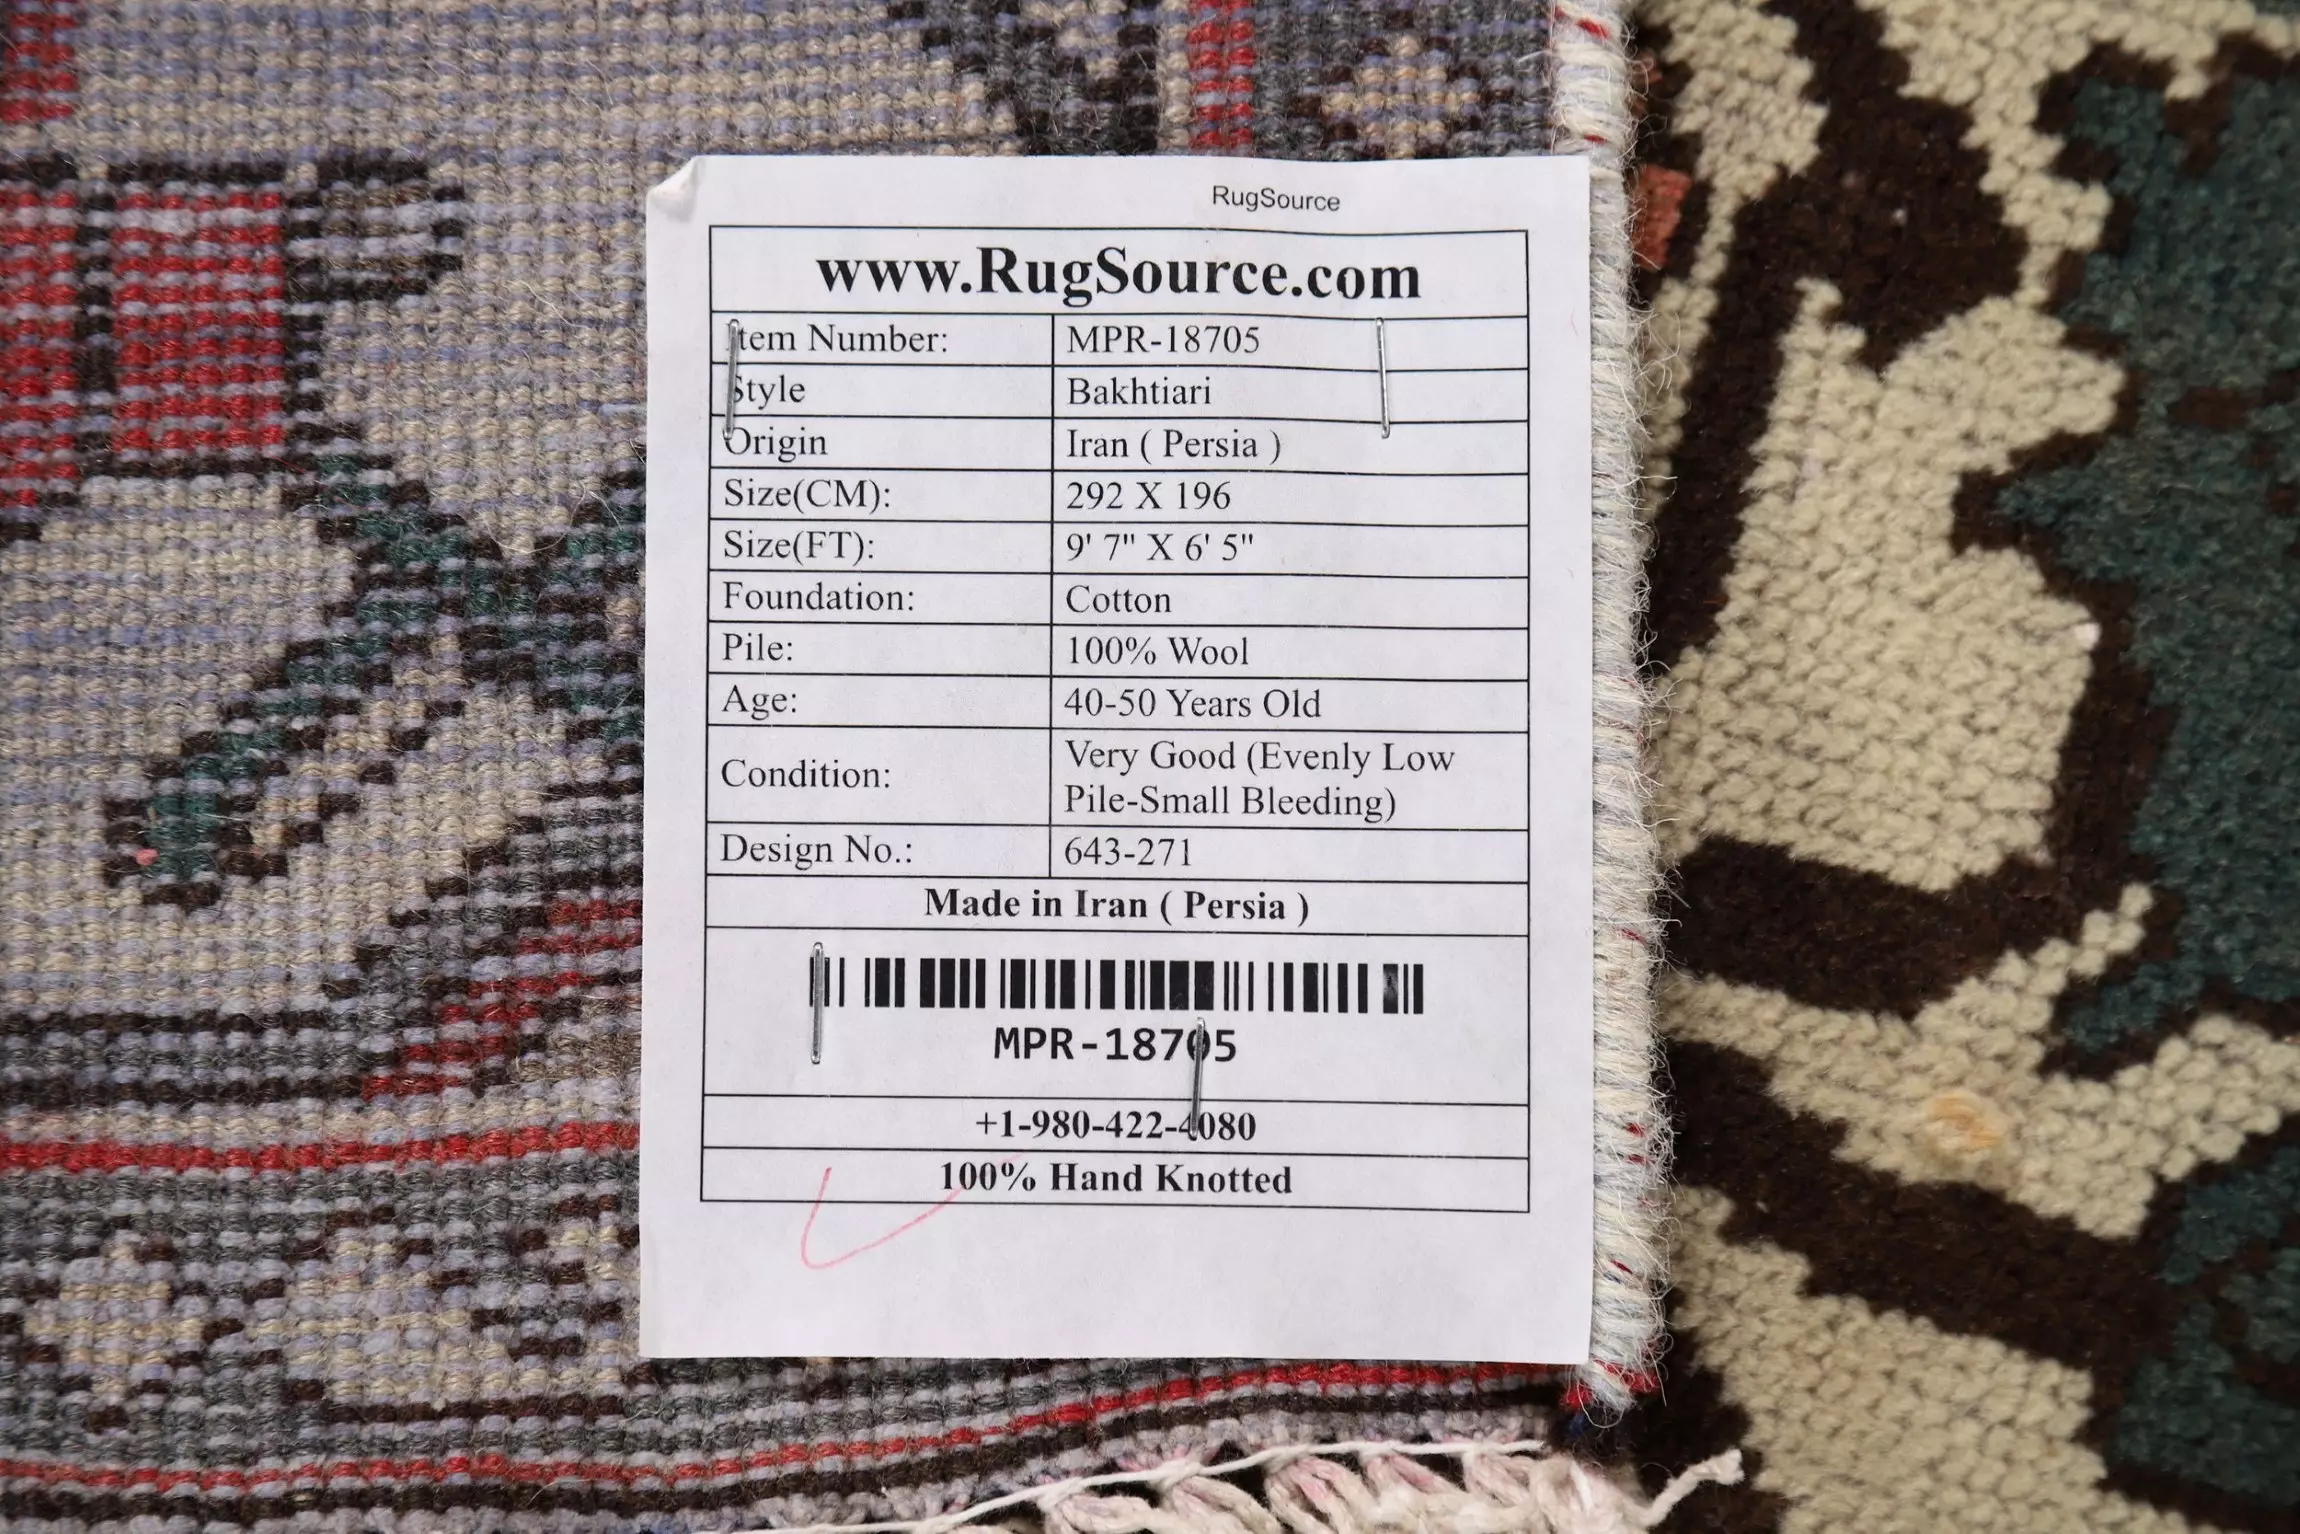 RugSource
www.RugSource.com
Item Number: MPR-18705
Style Bakhtiari
Origin Iran ( Persia )
Size(CM): 292 X 196
Size(FT): 9' 7" X 6' 5"
Foundation: Cotton
Pile: 100% Wool
Age: 40-50 Years Old
Condition: Very Good (Evenly Low
Pile-Small Bleeding)
Design No.: 643-271
Made in Iran ( Persia )
MPR-18705
+1-980-422-4080
100% Hand Knotted